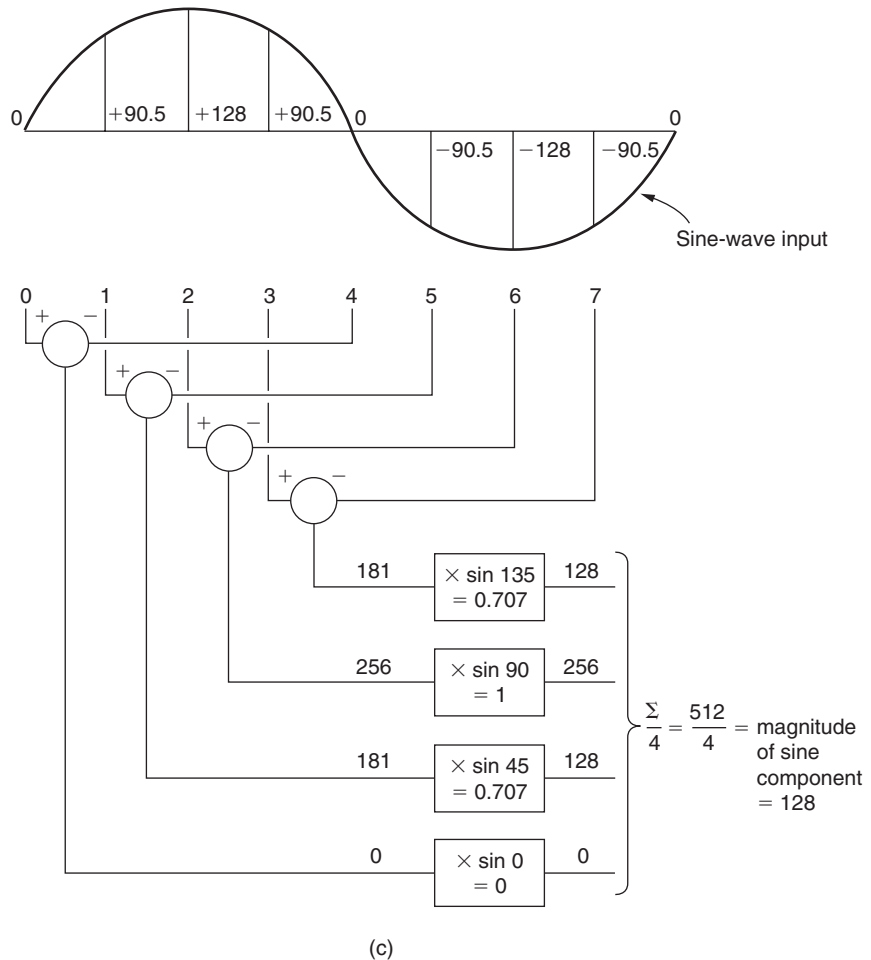 0 +90.5 +128 +90.5 0 0
−90.5 −128 −90.5
Sine-wave input
0 1 2 3 4 5 6 7
+ −
+ −
+ −
+ −
181 × sin 135 128
= 0.707
256 × sin 90 256
= 1
Σ/4 = 512/4 = magnitude
of sine
component
= 128
181 × sin 45 128
= 0.707
0 × sin 0 0
= 0
(c)